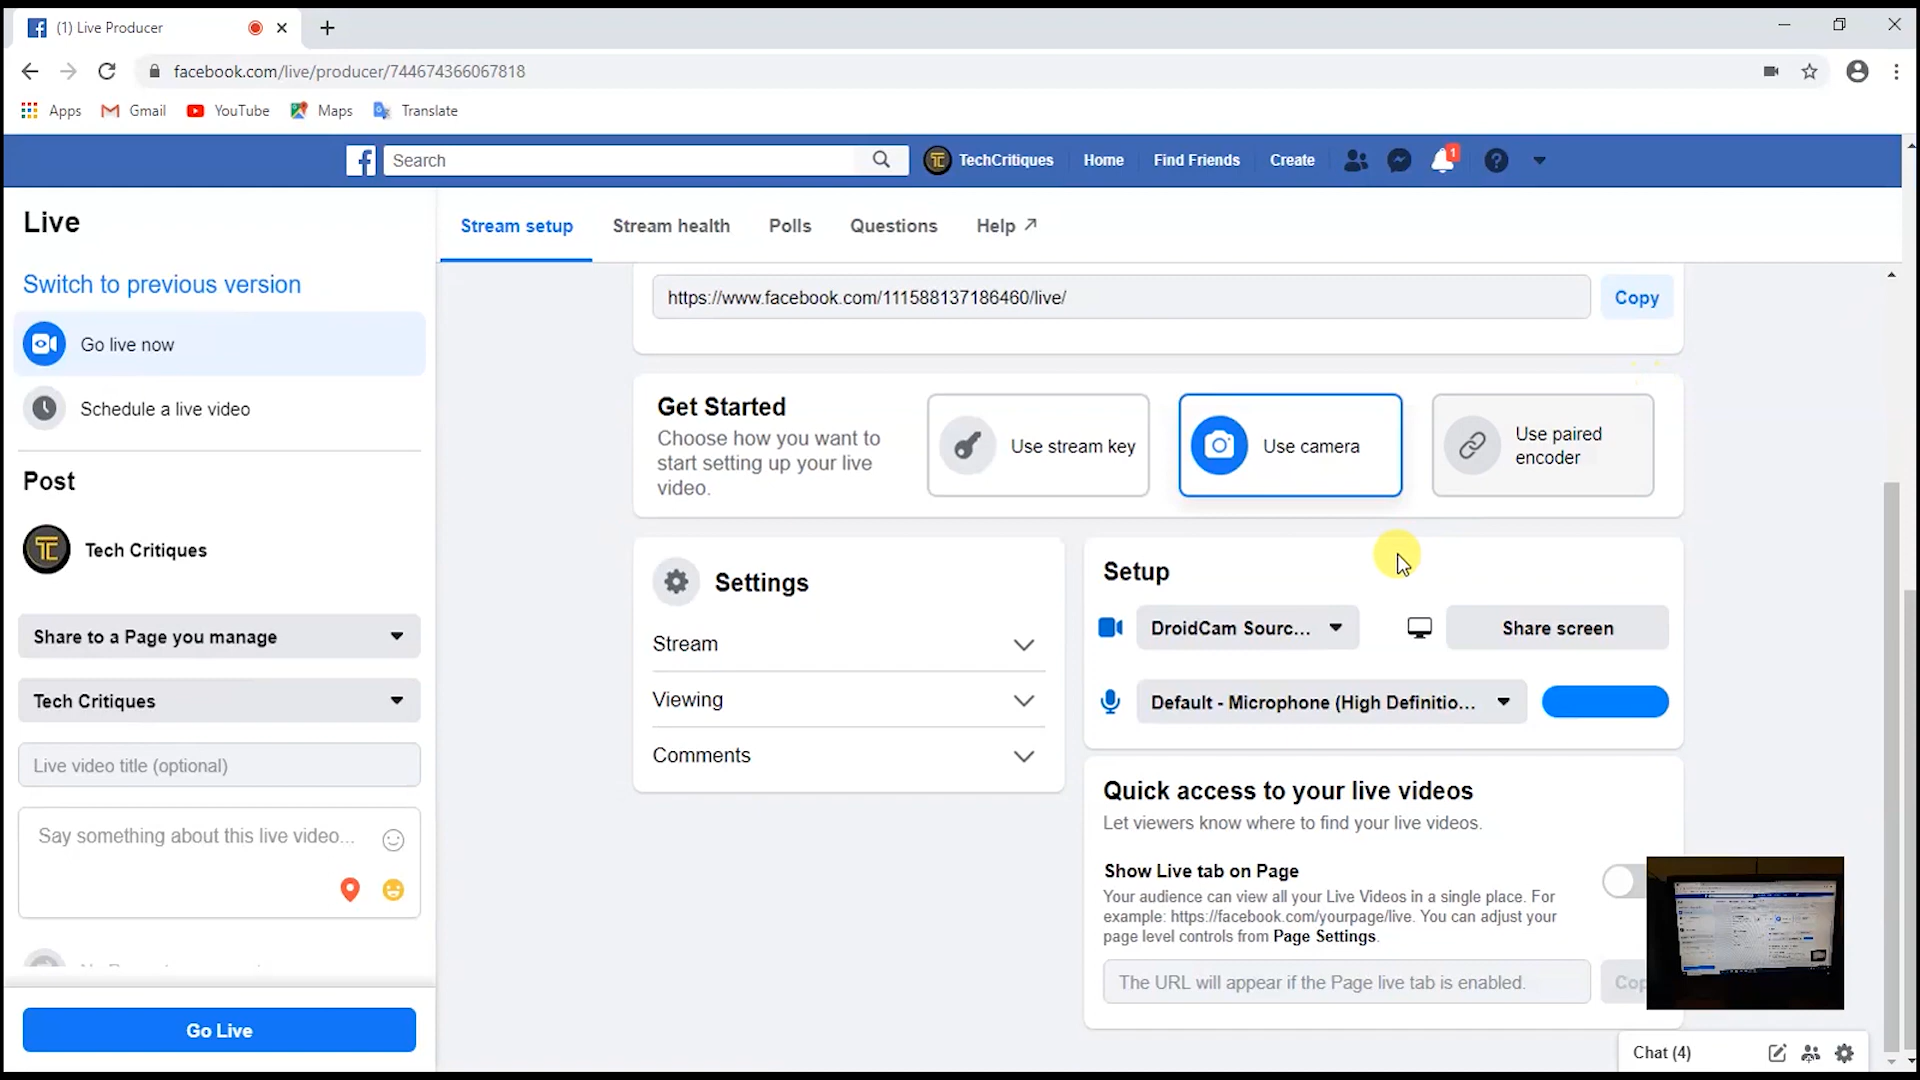 (1) Live Producer
facebook.com/live/producer/744674366067818
Apps Gmail YouTube Maps Translate
Search
TechCritiques Home Find Friends Create 1
Live
Switch to previous version
Go live now
Schedule a live video
Post
Tech Critiques
Share to a Page you manage
Tech Critiques
Live video title (optional)
Say something about this live video...
Go Live
Stream setup Stream health Polls Questions Help
https://www.facebook.com/111588137186460/live/ Copy
Get Started
Choose how you want to
start setting up your live
video.
Use stream key
Use camera
Use paired
encoder
Settings
Stream
Viewing
Comments
Setup
DroidCam Sourc... Share screen
Default - Microphone (High Definitio...
Quick access to your live videos
Let viewers know where to find your live videos.
Show Live tab on Page
Your audience can view all your Live Videos in a single place. For
example: https://facebook.com/yourpage/live. You can adjust your
page level controls from Page Settings.
The URL will appear if the Page live tab is enabled.
Chat (4)